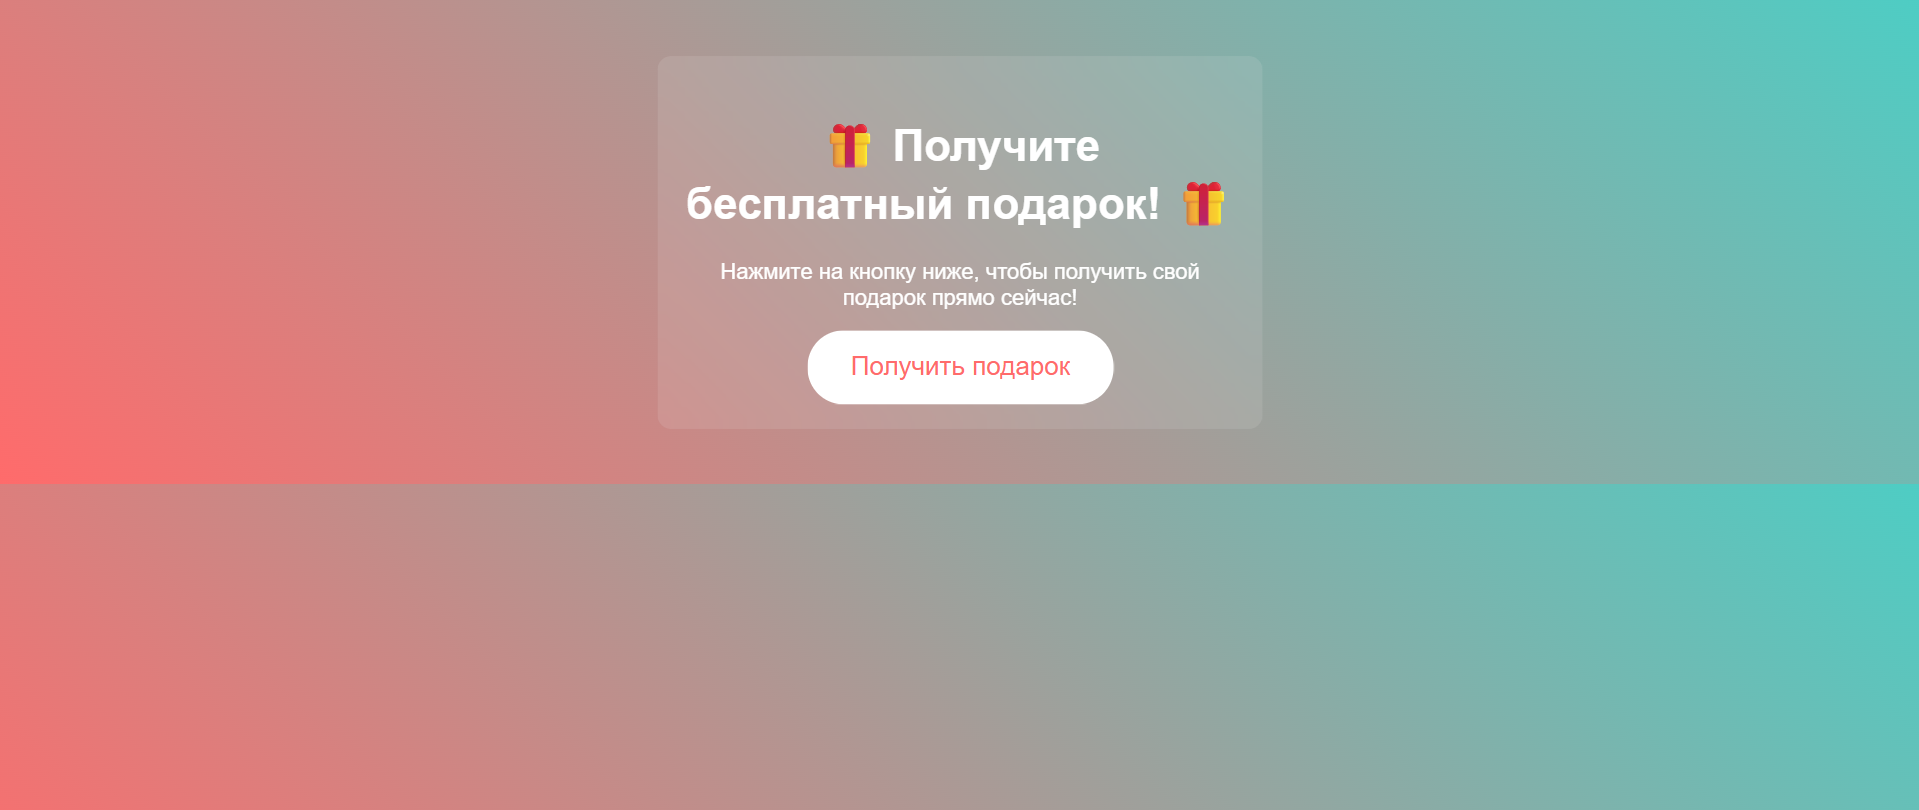 🎁 Получите
бесплатный подарок! 🎁
Нажмите на кнопку ниже, чтобы получить свой
подарок прямо сейчас!
Получить подарок